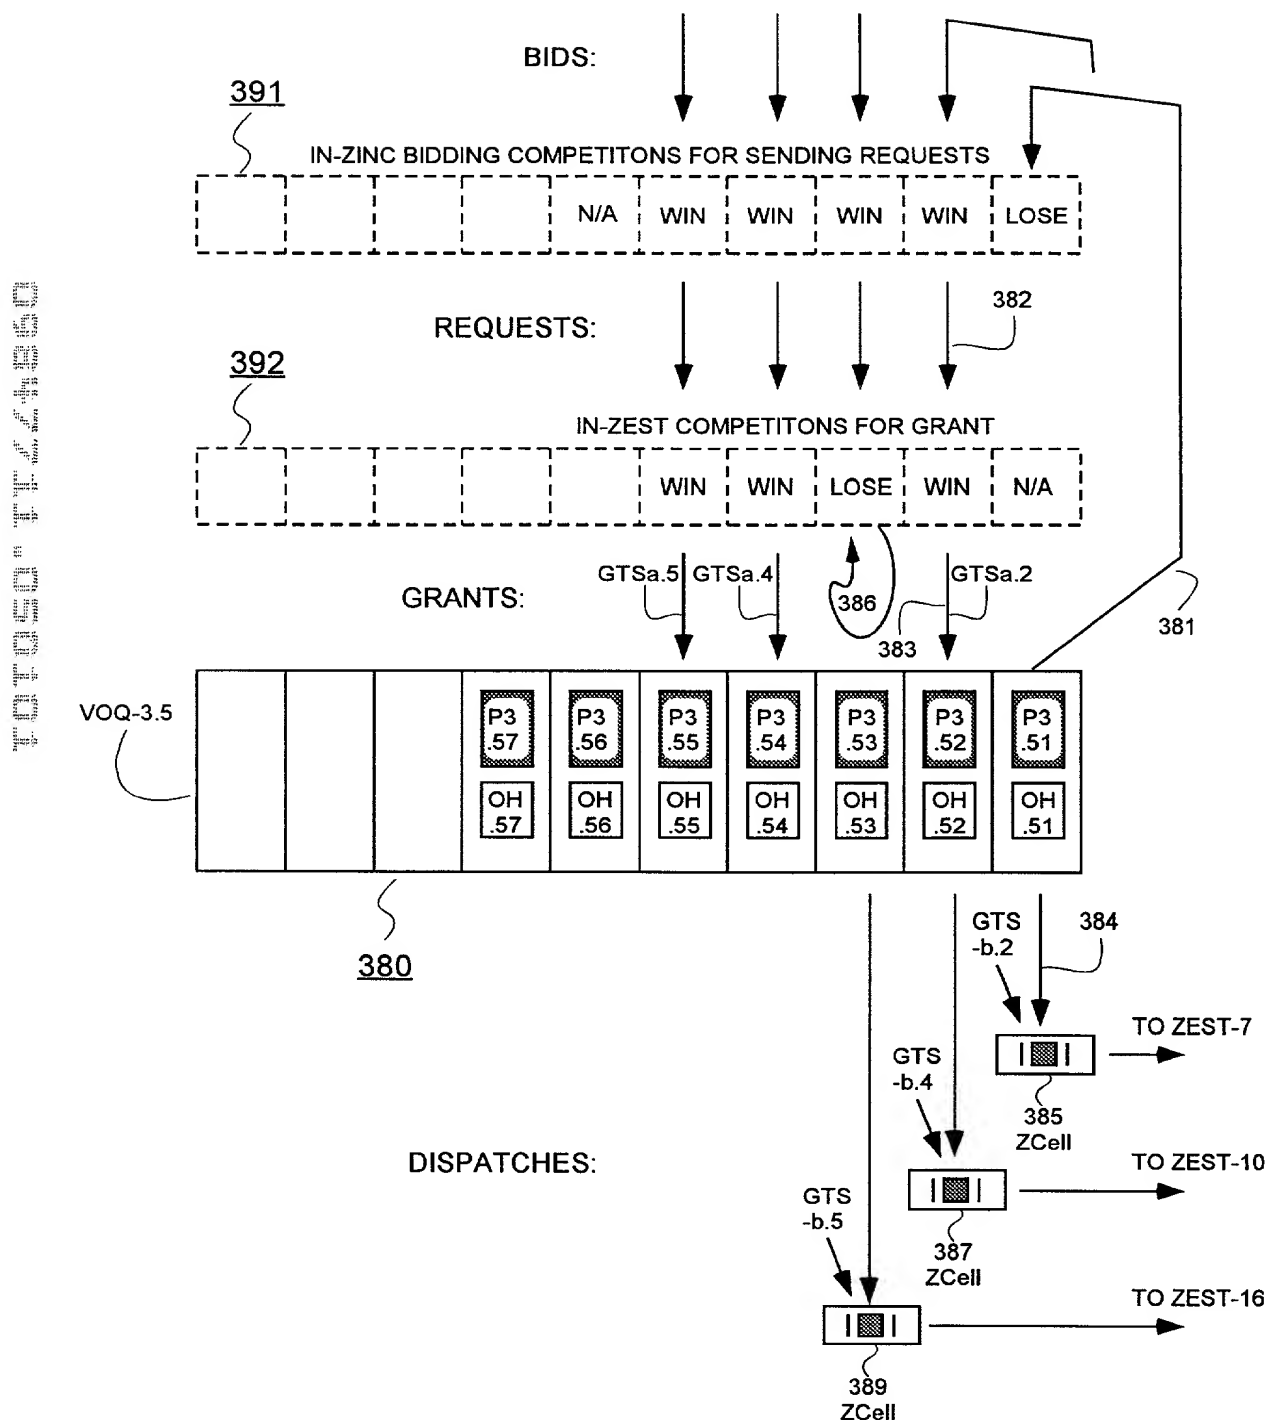 BIDS:
391
IN-ZINC BIDDING COMPETITONS FOR SENDING REQUESTS
N/A WIN WIN WIN WIN LOSE
382
REQUESTS:
392
IN-ZEST COMPETITONS FOR GRANT
WIN WIN LOSE WIN N/A
GTSa.5 GTSa.4 GTSa.2
GRANTS:
386
383
381
VOQ-3.5
P3 P3 P3 P3 P3 P3 P3
.57 .56 .55 .54 .53 .52 .51
OH OH OH OH OH OH OH
.57 .56 .55 .54 .53 .52 .51
380
GTS
-b.2
384
TO ZEST-7
GTS
-b.4
385
ZCell
DISPATCHES:
TO ZEST-10
GTS
-b.5
387
ZCell
TO ZEST-16
389
ZCell